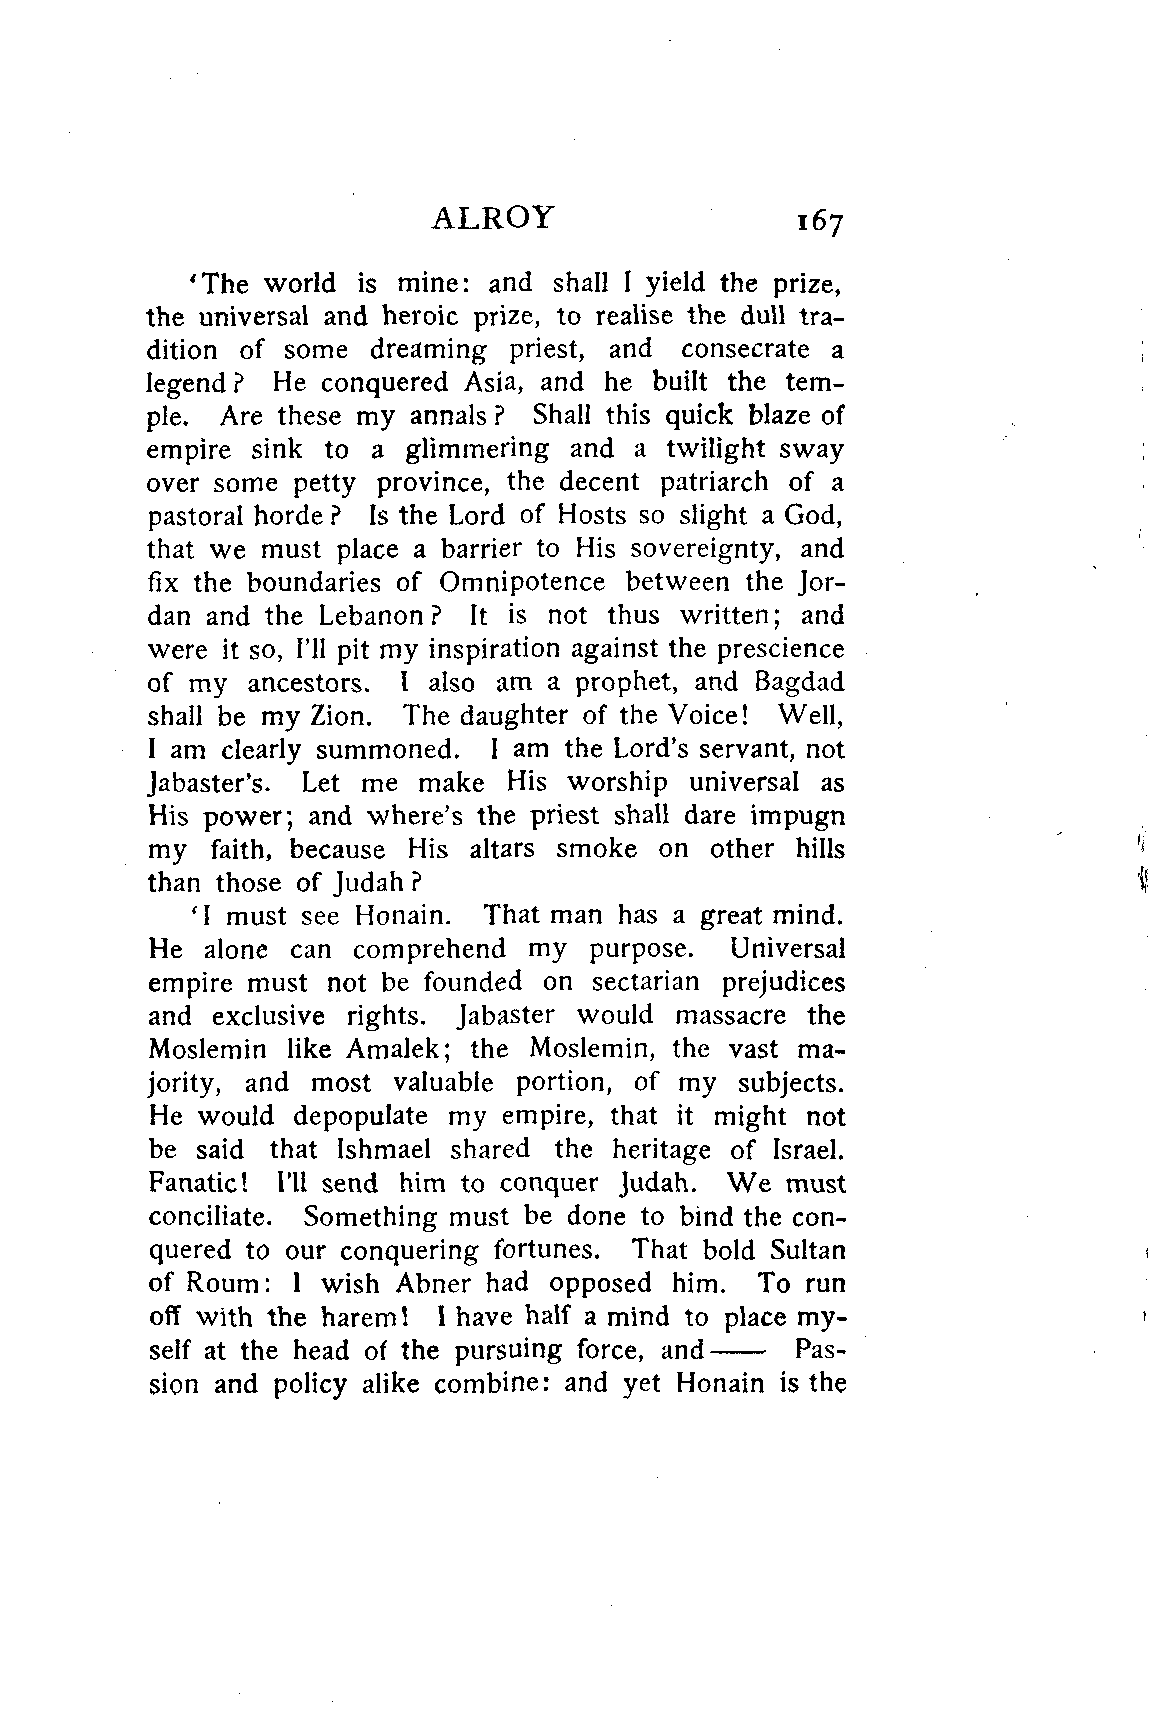 ALROY 167
‘The world is mine: and shall I yield the prize,
the universal and heroic prize, to realise the dull tra-
dition of some dreaming priest, and consecrate a
legend? He conquered Asia, and he built the tem-
ple. Are these my annals? Shall this quick blaze of
empire sink to a glimmering and a twilight sway
over some petty province, the decent patriarch of a
pastoral horde? Is the Lord of Hosts so slight a God,
that we must place a barrier to His sovereignty, and
fix the boundaries of Omnipotence between the Jor-
dan and the Lebanon? It is not thus written; and
were it so, I'll pit my inspiration against the prescience
of my ancestors. I also am a prophet, and Bagdad
shall be my Zion. The daughter of the Voice! Well,
I am clearly summoned. I am the Lord's servant, not
Jabaster's. Let me make His worship universal as
His power; and where's the priest shall dare impugn
my faith, because His altars smoke on other hills
than those of Judah?
‘I must see Honain. That man has a great mind.
He alone can comprehend my purpose. Universal
empire must not be founded on sectarian prejudices
and exclusive rights. Jabaster would massacre the
Moslemin like Amalek; the Moslemin, the vast ma-
jority, and most valuable portion, of my subjects.
He would depopulate my empire, that it might not
be said that Ishmael shared the heritage of Israel.
Fanatic! I'll send him to conquer Judah. We must
conciliate. Something must be done to bind the con-
quered to our conquering fortunes. That bold Sultan
of Roum: I wish Abner had opposed him. To run
off with the harem! I have half a mind to place my-
self at the head of the pursuing force, and—— Pas-
sion and policy alike combine: and yet Honain is the